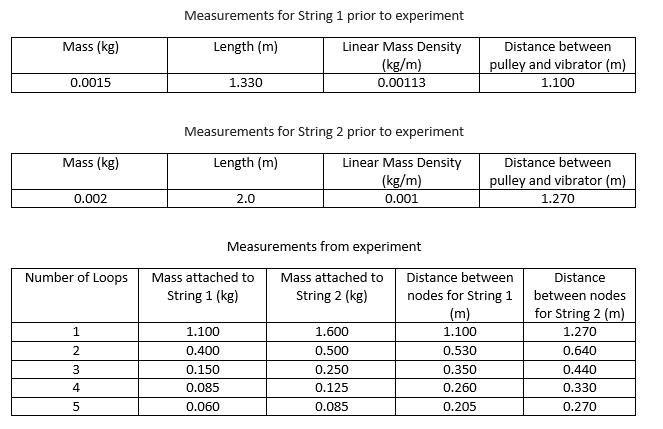 Measurements for String 1 prior to experiment
Mass (kg) Length (m) Linear Mass Density Distance between
(kg/m) pulley and vibrator (m)
0.0015 1.330 0.00113 1.100
Measurements for String 2 prior to experiment
Mass (kg) Length (m) Linear Mass Density Distance between
(kg/m) pulley and vibrator (m)
0.002 2.0 0.001 1.270
Measurements from experiment
Number of Loops Mass attached to Mass attached to Distance between Distance
String 1 (kg) String 2 (kg) nodes for String 1 between nodes
(m) for String 2 (m)
1 1.100 1.600 1.100 1.270
2 0.400 0.500 0.530 0.640
3 0.150 0.250 0.350 0.440
4 0.085 0.125 0.260 0.330
5 0.060 0.085 0.205 0.270